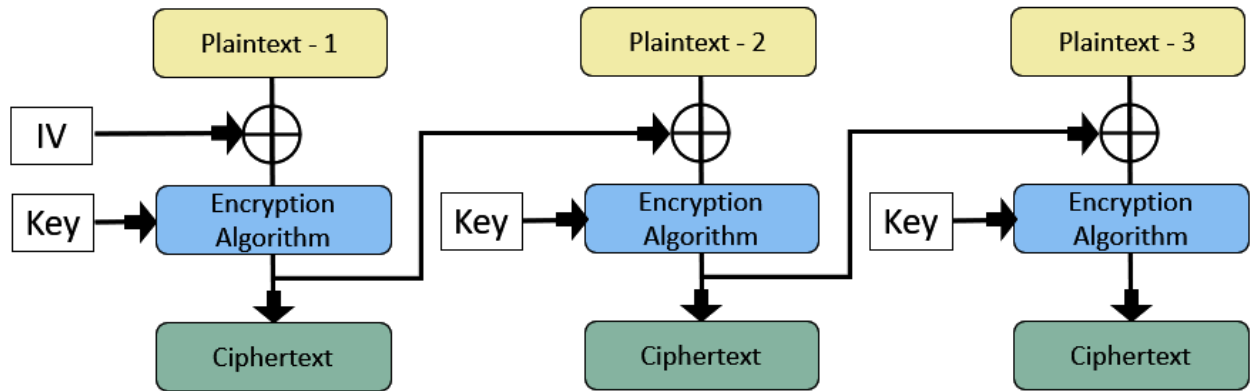 Plaintext - 1
Plaintext - 2
Plaintext - 3
IV
Key
Encryption
Algorithm
Key
Encryption
Algorithm
Key
Encryption
Algorithm
Ciphertext
Ciphertext
Ciphertext